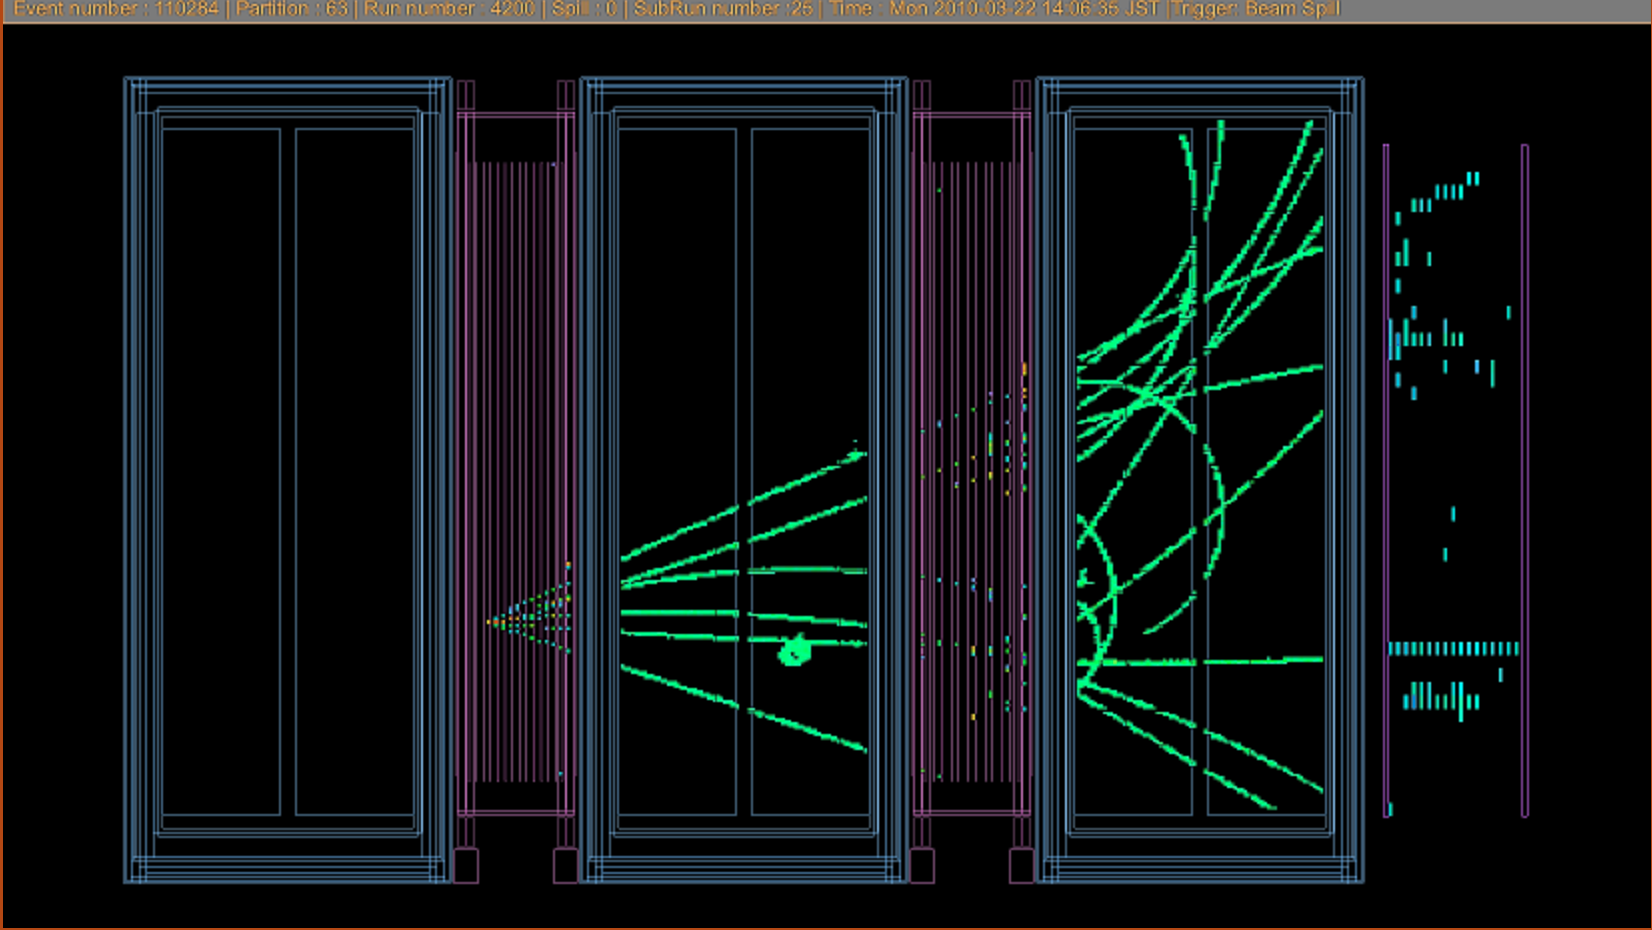 Event number : 110284 | Partition : 63 | Run number : 4200 | Spill : 0 | SubRun number :25 | Time : Mon 2010-03-22 14:06:35 JST |Trigger: Beam Spill